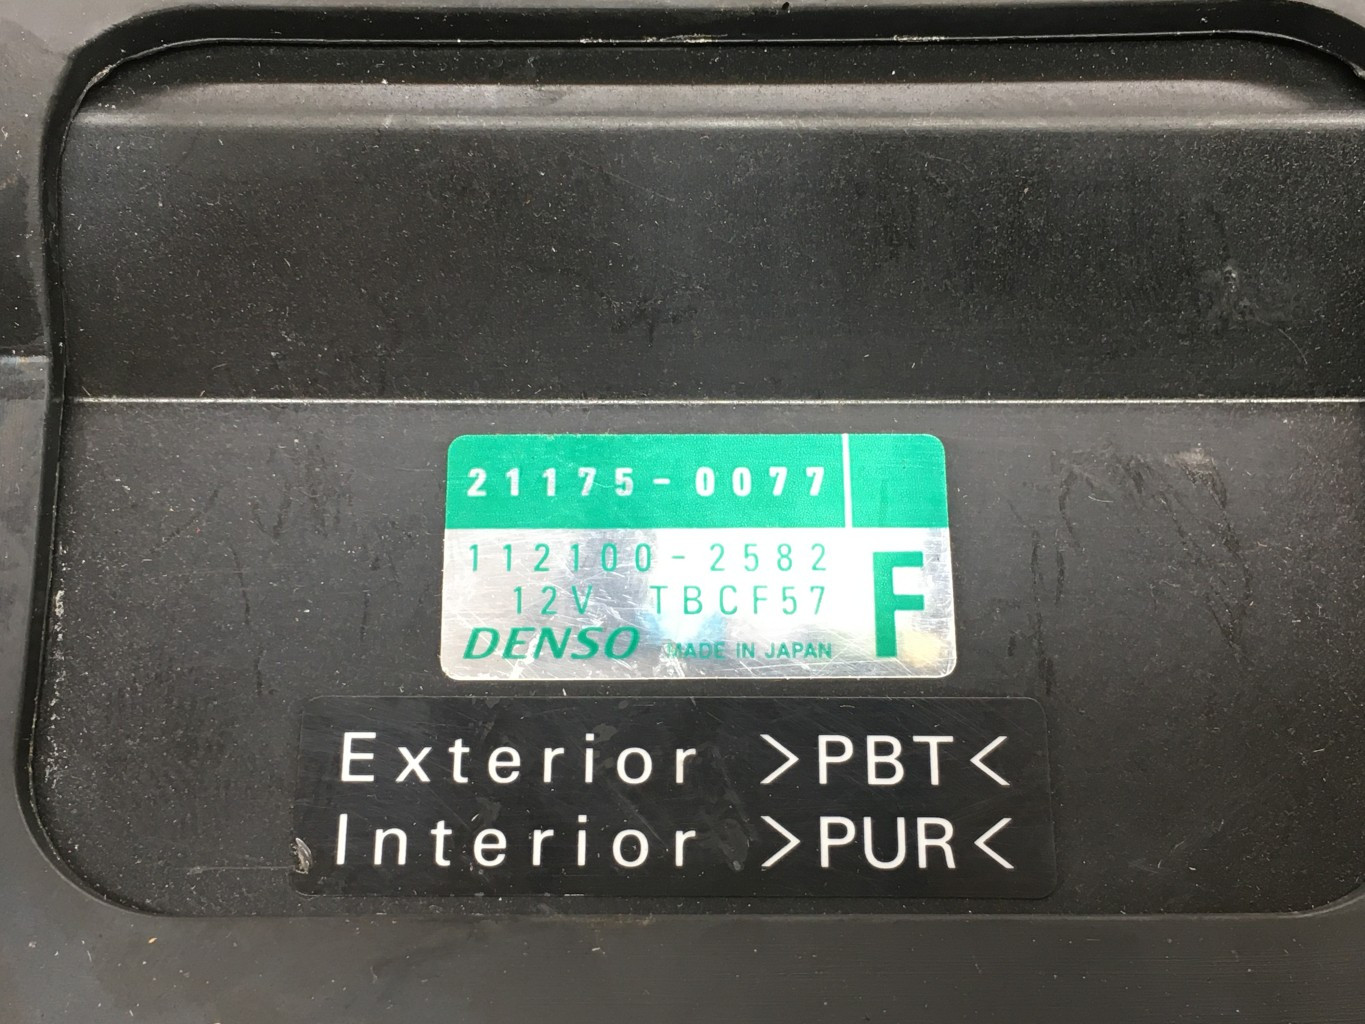 21175-0077
112100-2582
12V TBCF57
F
DENSO MADE IN JAPAN
Exterior >PBT<
Interior >PUR<